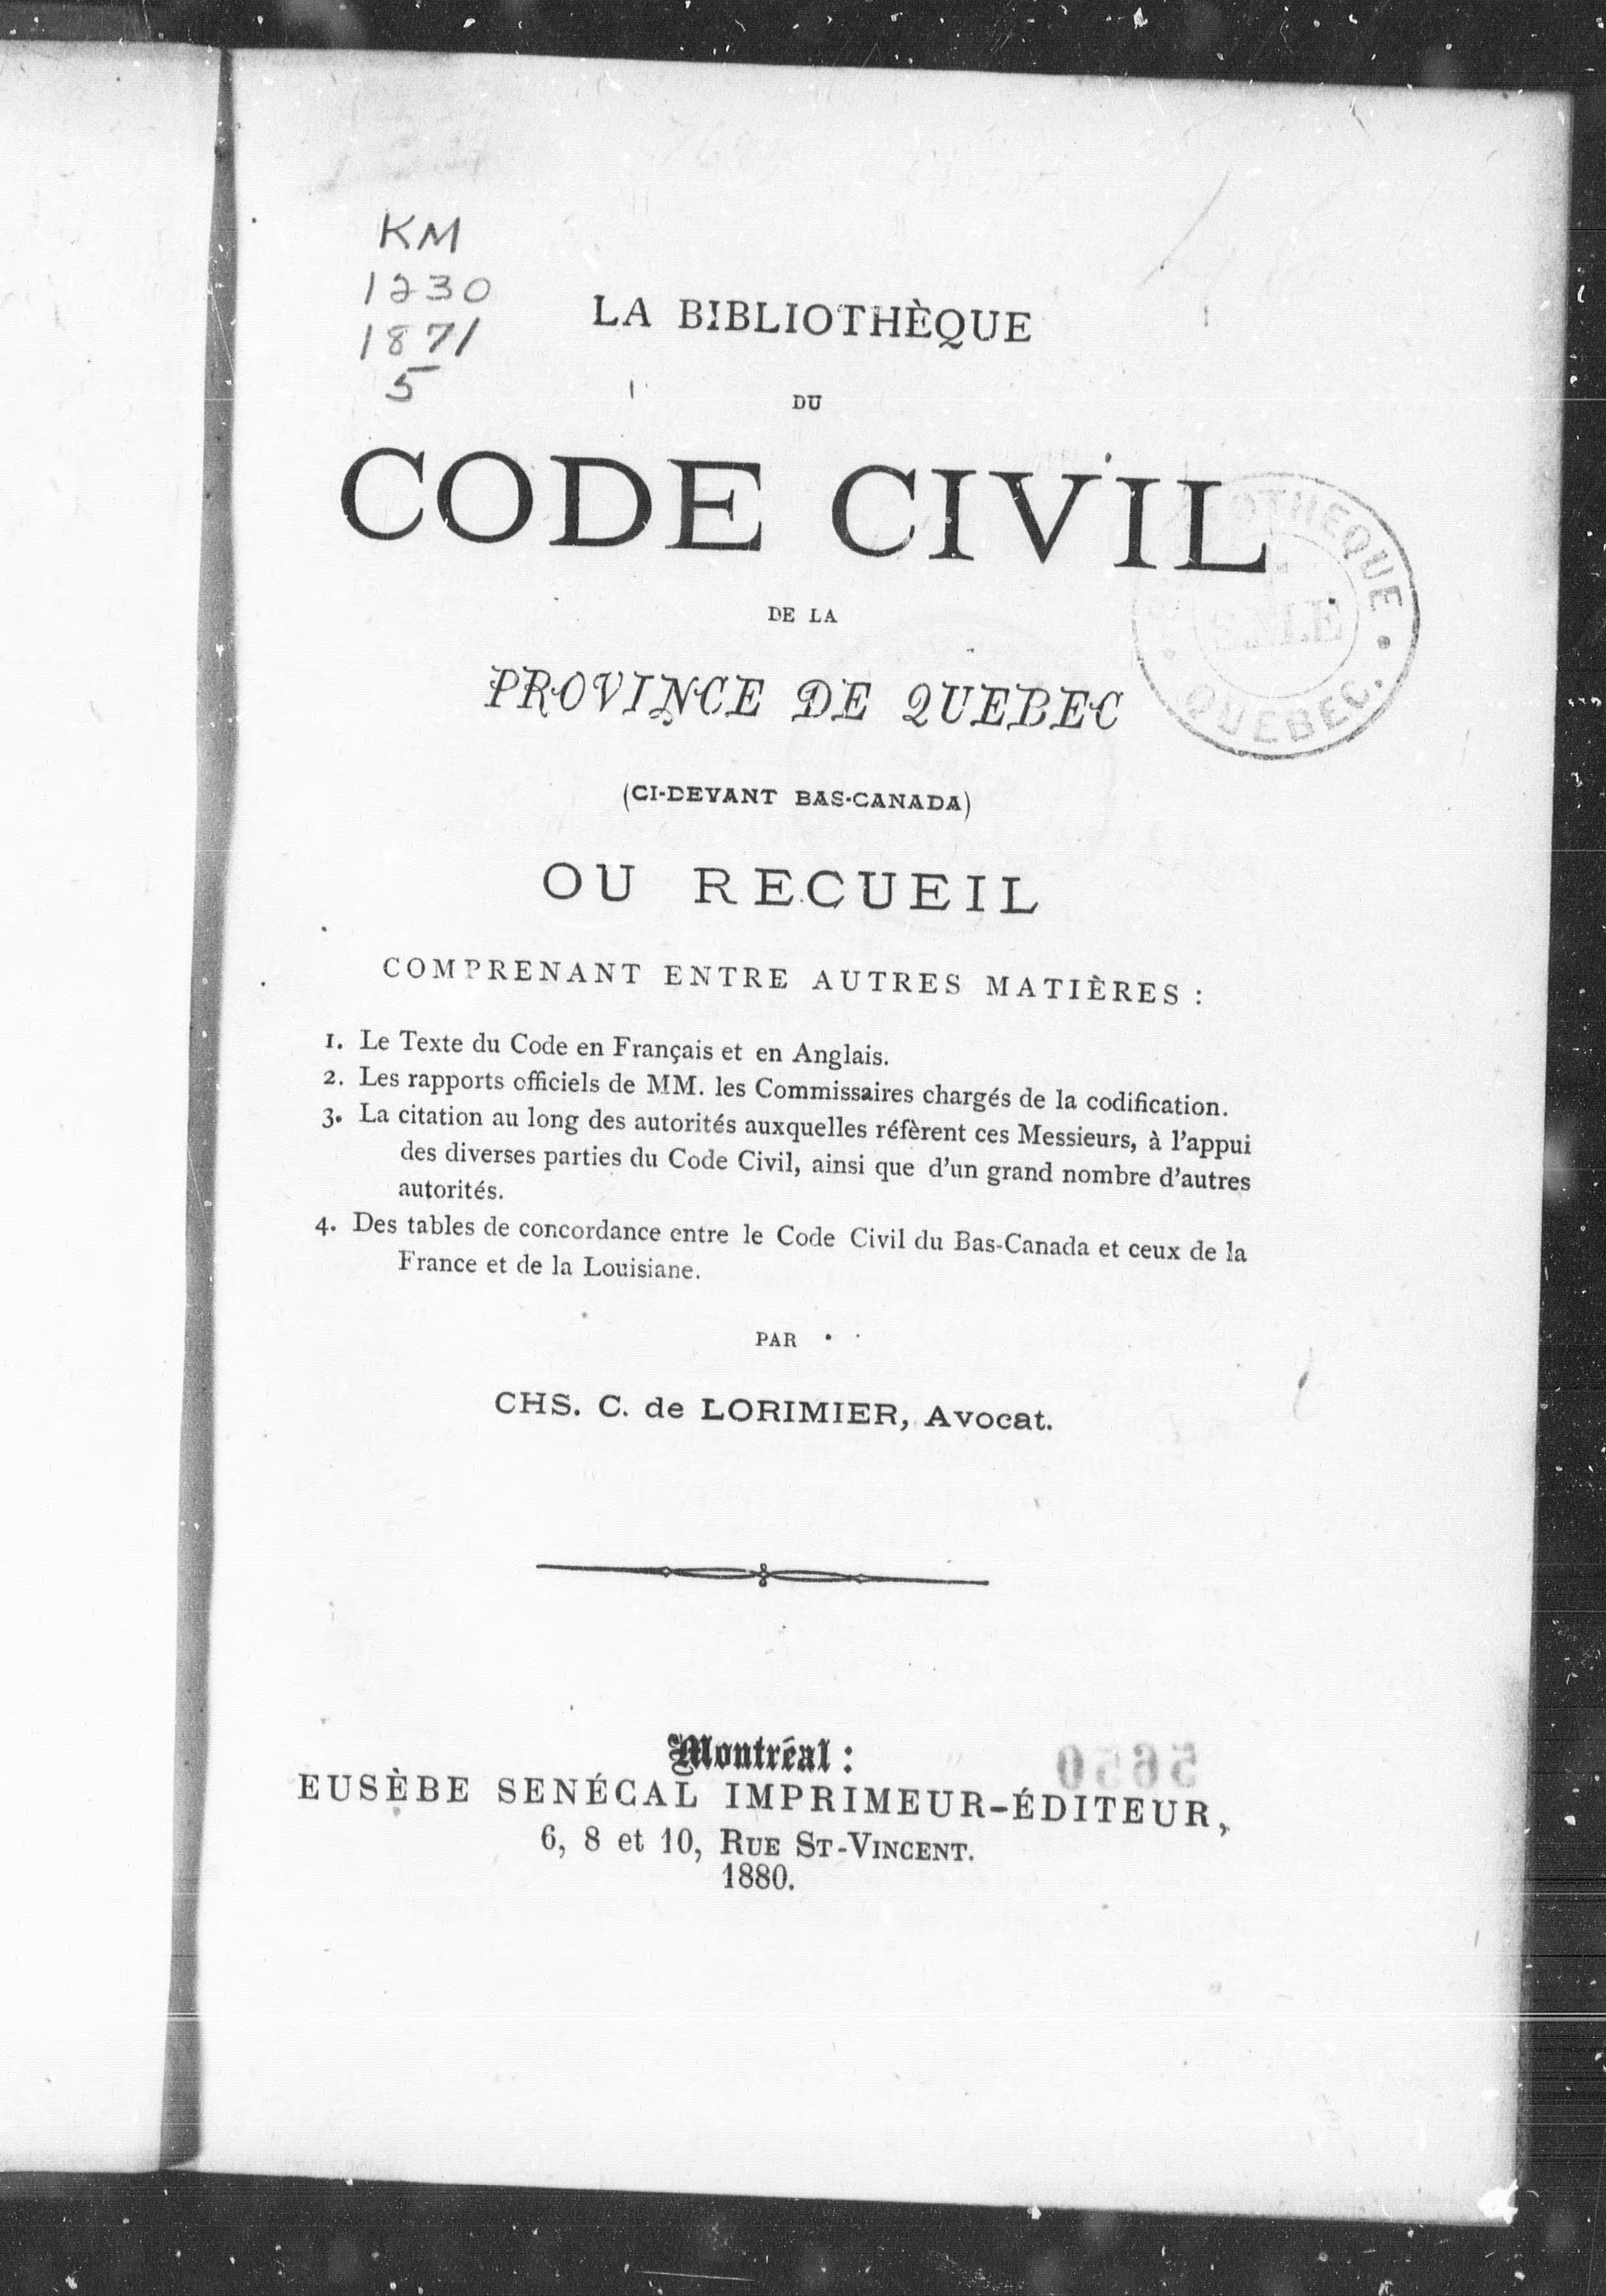 KM
1230
1871
5
LA BIBLIOTHÈQUE
DU
CODE CIVIL
DE LA
PROVINCE DE QUEBEC
(CI-DEVANT BAS-CANADA)
OU RECUEIL
COMPRENANT ENTRE AUTRES MATIÈRES :
1. Le Texte du Code en Français et en Anglais.
2. Les rapports officiels de MM. les Commissaires chargés de la codification.
3. La citation au long des autorités auxquelles réfèrent ces Messieurs, à l'appui
des diverses parties du Code Civil, ainsi que d'un grand nombre d'autres
autorités.
4. Des tables de concordance entre le Code Civil du Bas-Canada et ceux de la
France et de la Louisiane.
PAR
CHS. C. de LORIMIER, Avocat.
Montréal :
EUSÈBE SENÉCAL IMPRIMEUR-ÉDITEUR,
6, 8 et 10, RUE ST-VINCENT.
1880.
QUEBEC.